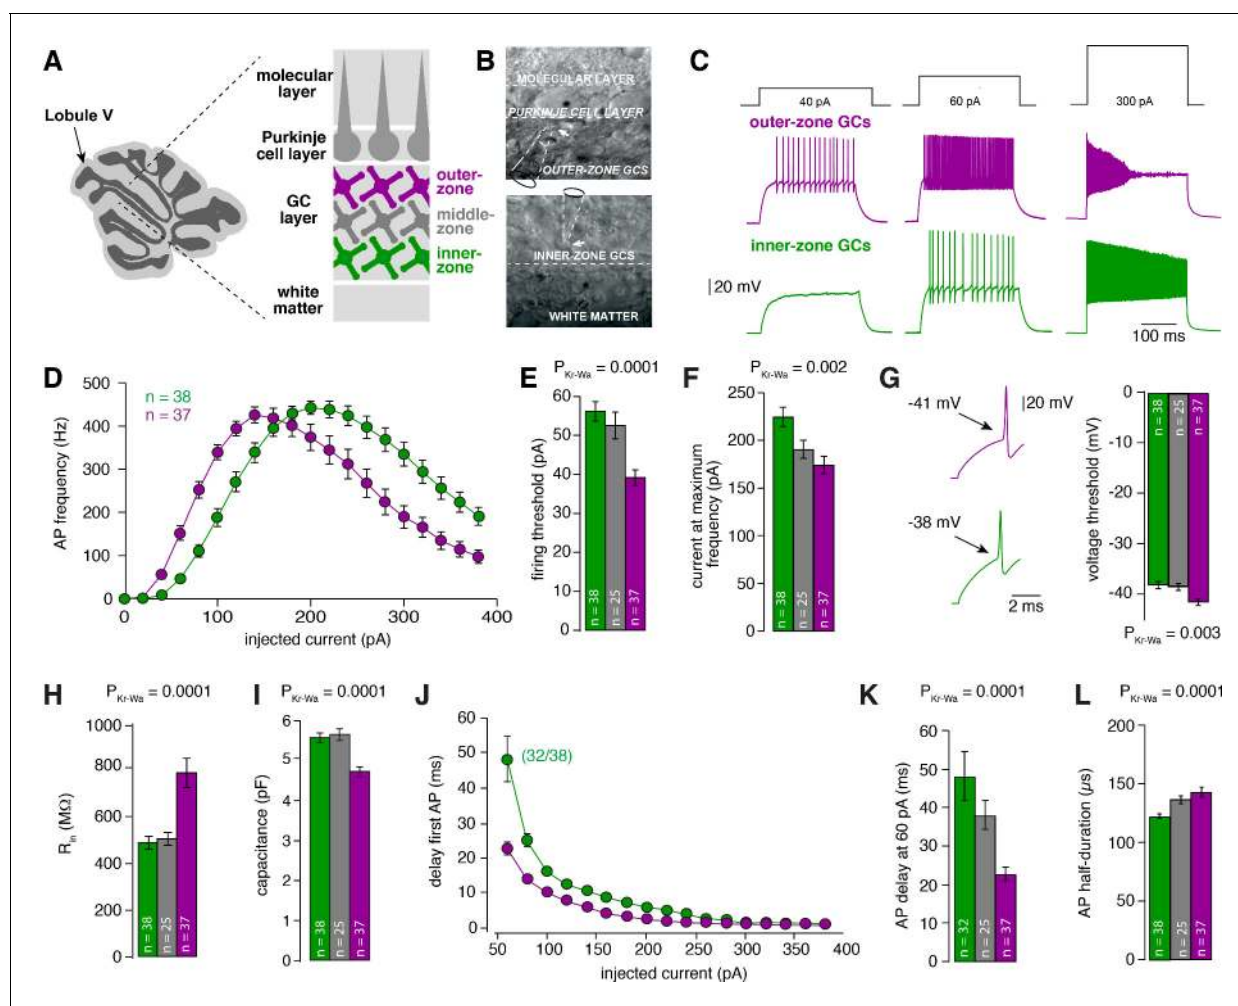 A
molecular
layer
Lobule V
Purkinje
cell layer
GC
layer
white
matter
outer-
zone
middle-
zone
inner-
zone
B
MOLECULAR LAYER
PURKINJE CELL LAYER
OUTER-ZONE GCS
INNER-ZONE GCS
WHITE MATTER
C
40 pA
60 pA
300 pA
outer-zone GCs
inner-zone GCs
20 mV
100 ms
D
n = 38
n = 37
AP frequency (Hz)
500
400
300
200
100
0
0
100
200
300
400
injected current (pA)
E
P Kr-Wa = 0.0001
firing threshold (pA)
60
50
40
30
20
10
0
n = 38
n = 25
n = 37
F
P Kr-Wa = 0.002
current at maximum
frequency (pA)
250
200
150
100
50
0
n = 38
n = 25
n = 37
G
-41 mV
20 mV
-38 mV
2 ms
voltage threshold (mV)
0
-10
-20
-30
-40
n = 38
n = 25
n = 37
P Kr-Wa = 0.003
H
P Kr-Wa = 0.0001
R in (MΩ)
1000
800
600
400
200
0
n = 38
n = 25
n = 37
I
P Kr-Wa = 0.0001
capacitance (pF)
6
5
4
3
2
1
0
n = 38
n = 25
n = 37
J
delay first AP (ms)
60
50
40
30
20
10
0
(32/38)
50
100
150
200
250
300
350
400
injected current (pA)
K
P Kr-Wa = 0.0001
AP delay at 60 pA (ms)
60
50
40
30
20
10
0
n = 32
n = 25
n = 37
L
P Kr-Wa = 0.0001
AP half-duration (µs)
200
150
100
50
0
n = 38
n = 25
n = 37